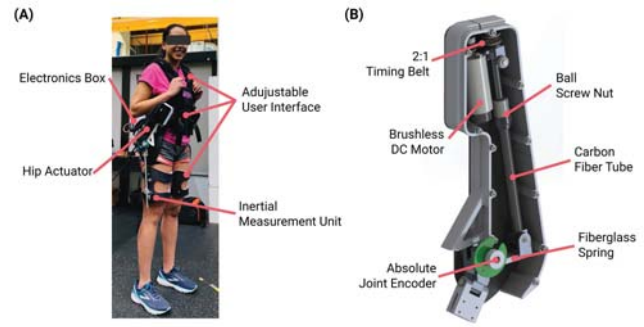 (A)
Electronics Box
Hip Actuator
Adujustable
User Interface
Inertial
Measurement Unit
(B)
2:1
Timing Belt
Brushless
DC Motor
Absolute
Joint Encoder
Ball
Screw Nut
Carbon
Fiber Tube
Fiberglass
Spring